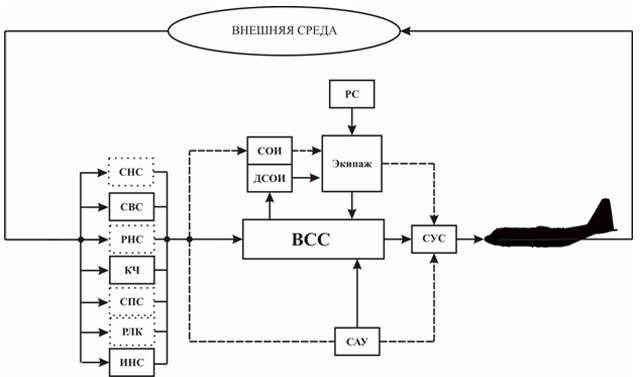 ВНЕШНЯЯ СРЕДА
РС
СОИ
ДСОИ
Экипаж
СНС
СВС
РНС
КЧ
СПС
РЛК
ИНС
ВСС
СУС
САУ